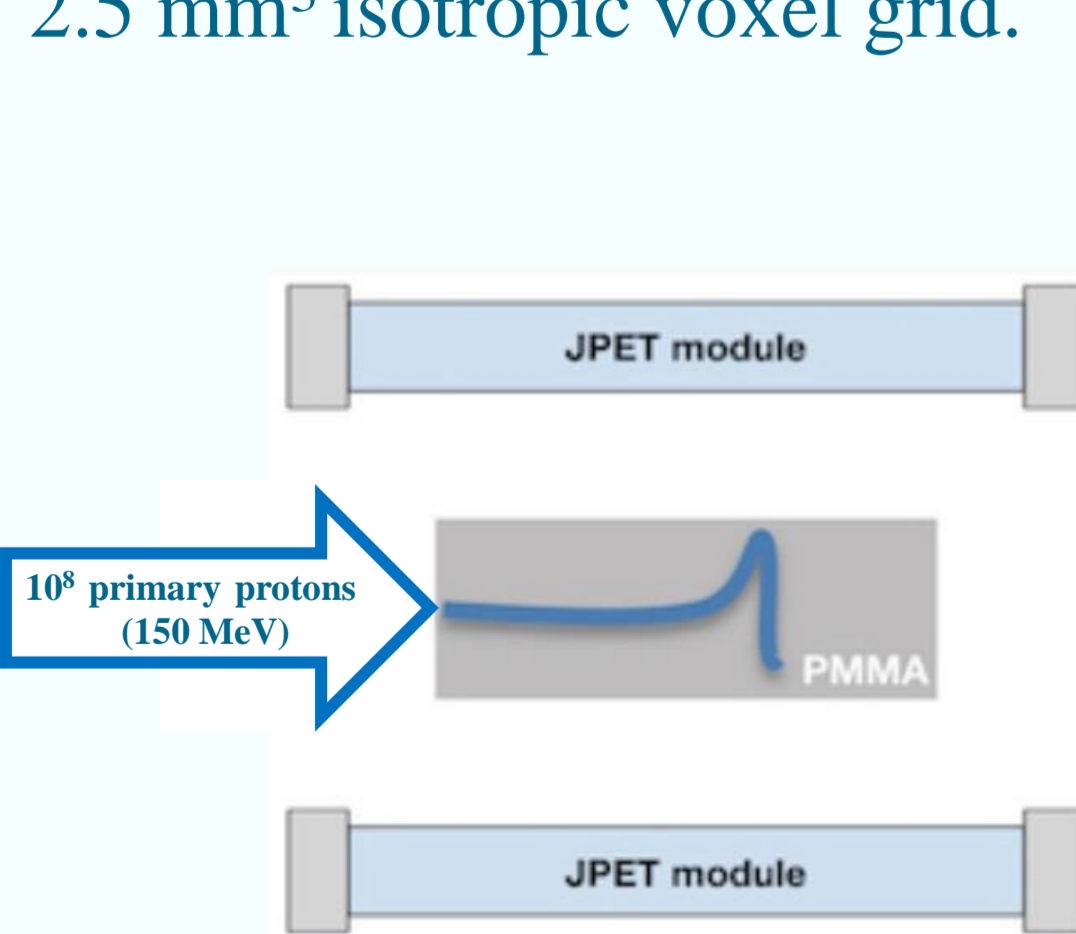 2.5 mm³ isotropic voxel grid.
JPET module
10⁸ primary protons
(150 MeV)
PMMA
JPET module